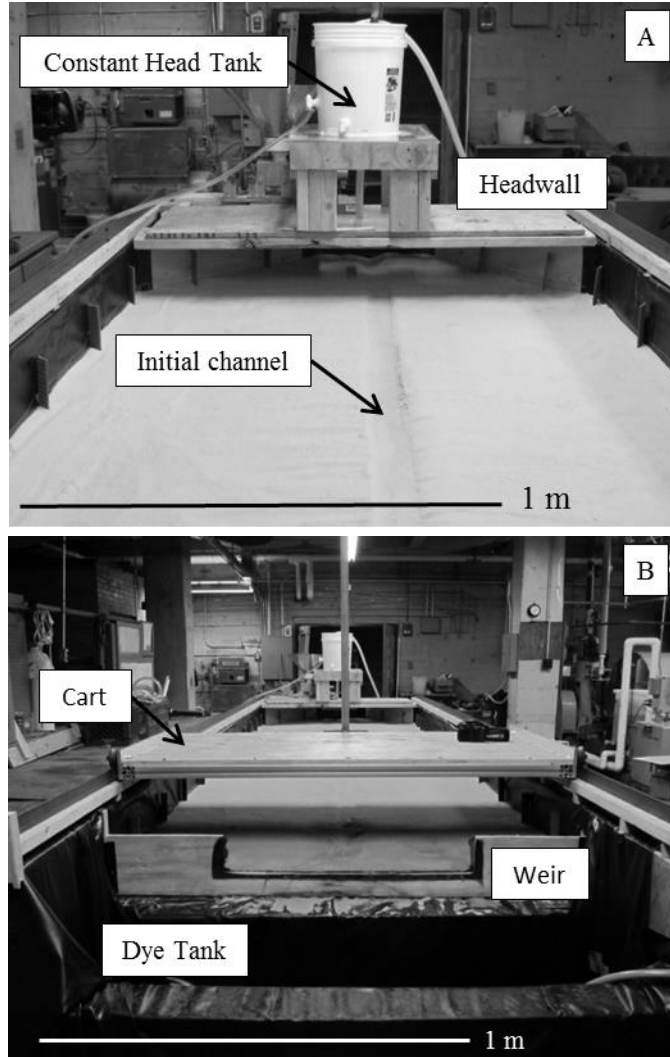 A
Constant Head Tank
Headwall
Initial channel
1 m
B
Cart
Weir
Dye Tank
1 m